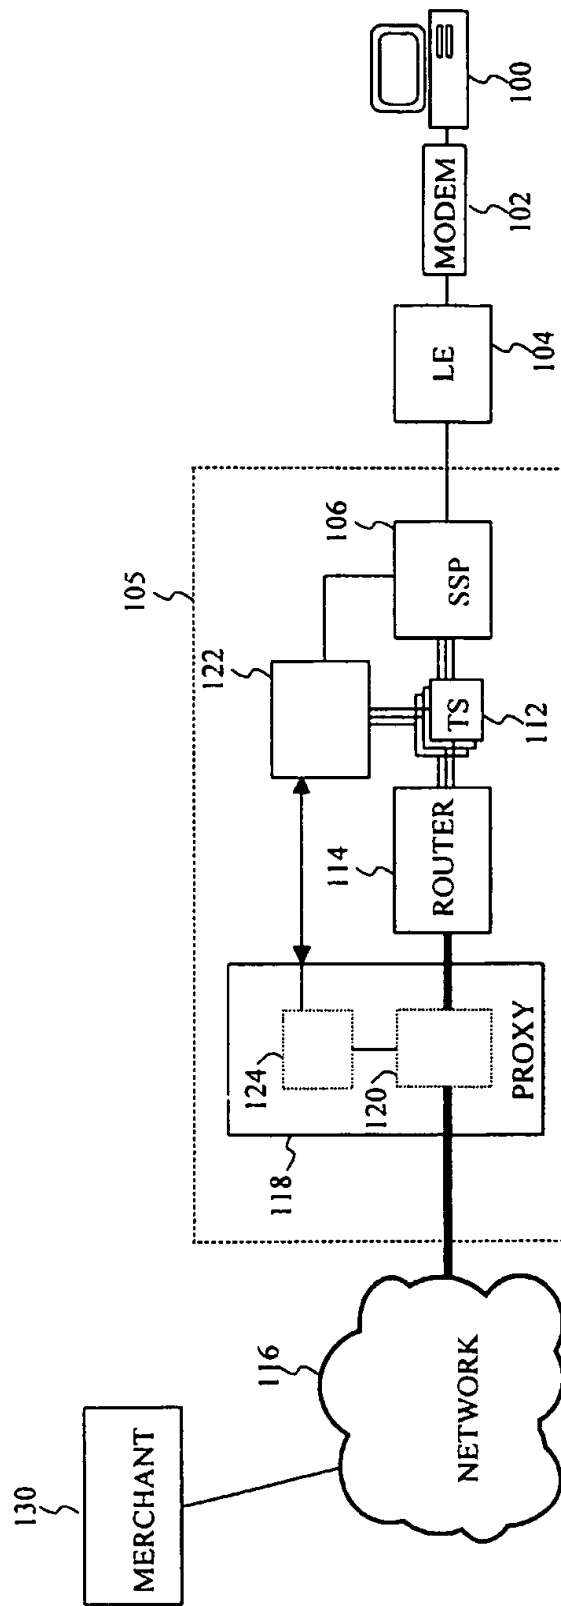 130
MERCHANT
116
NETWORK
105
118
124
120
PROXY
122
114
ROUTER
TS
112
106
SSP
LE
104
MODEM
102
100